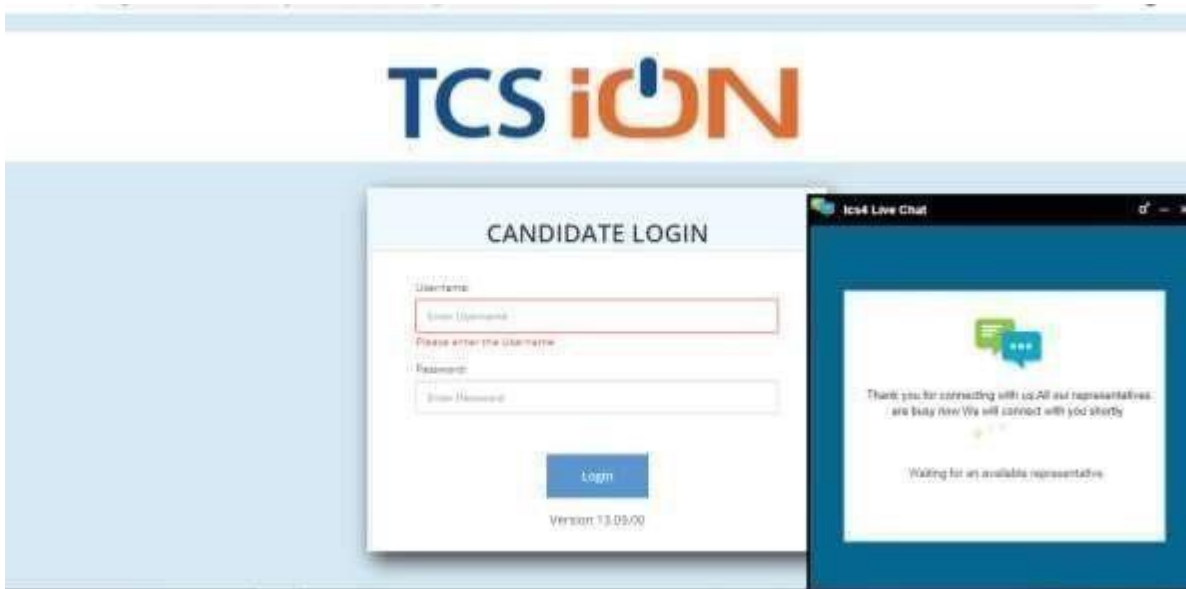 TCS iON
CANDIDATE LOGIN
Username
Enter Username
Please enter the Username
Password
Enter Password
Login
Version 13.09.00
tcs4 Live Chat
Thank you for connecting with us.All our representatives
are busy now.We will connect with you shortly
Waiting for an available representative